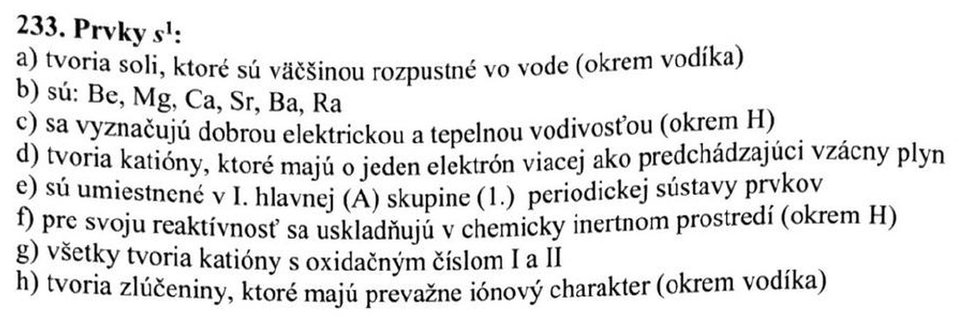 233. Prvky s¹:
a) tvoria soli, ktoré sú väčšinou rozpustné vo vode (okrem vodíka)
b) sú: Be, Mg, Ca, Sr, Ba, Ra
c) sa vyznačujú dobrou elektrickou a tepelnou vodivosťou (okrem H)
d) tvoria katióny, ktoré majú o jeden elektrón viacej ako predchádzajúci vzácny plyn
e) sú umiestnené v I. hlavnej (A) skupine (1.) periodickej sústavy prvkov
f) pre svoju reaktívnosť sa uskladňujú v chemicky inertnom prostredí (okrem H)
g) všetky tvoria katióny s oxidačným číslom I a II
h) tvoria zlúčeniny, ktoré majú prevažne iónový charakter (okrem vodíka)